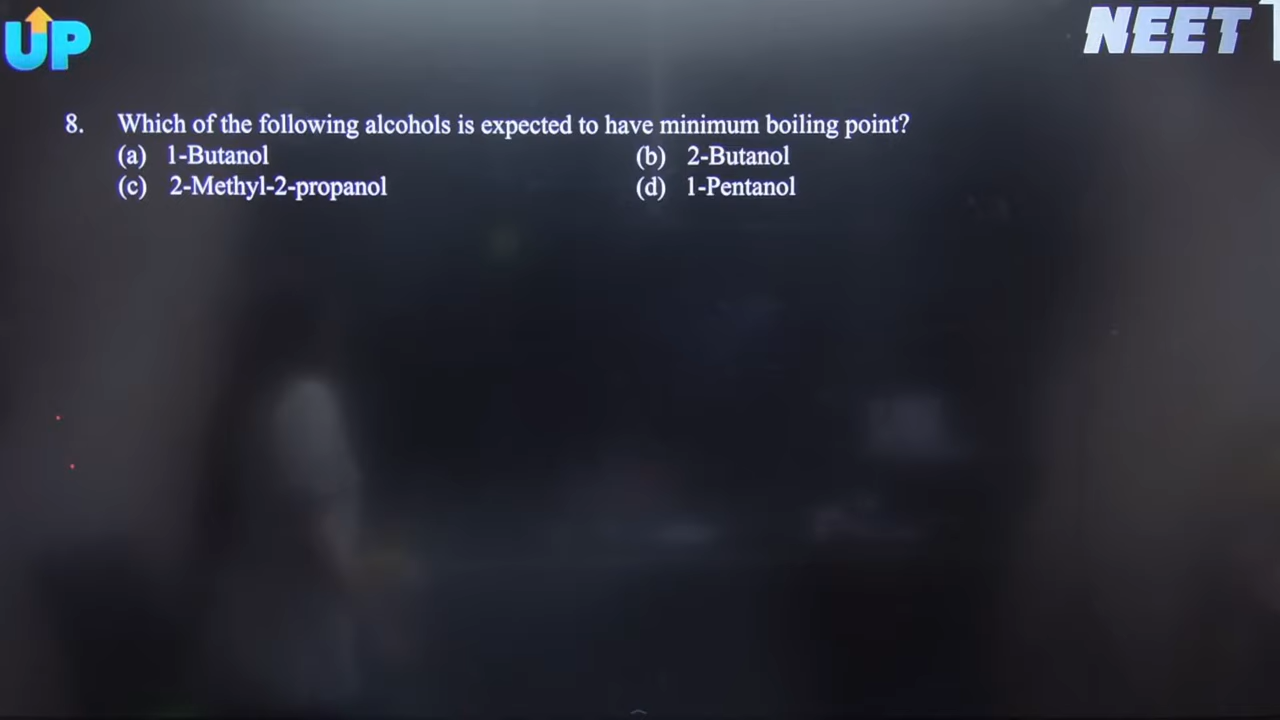 UP
NEET
8. Which of the following alcohols is expected to have minimum boiling point?
(a) 1-Butanol (b) 2-Butanol
(c) 2-Methyl-2-propanol (d) 1-Pentanol